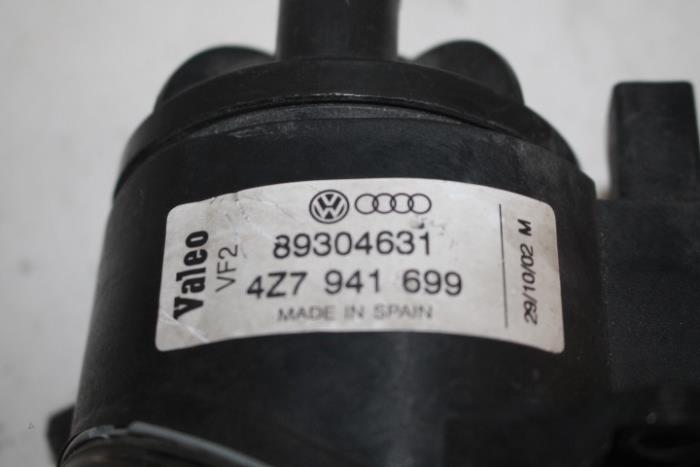 Valeo
VF2
89304631
4Z7 941 699
MADE IN SPAIN
29/10/02 M